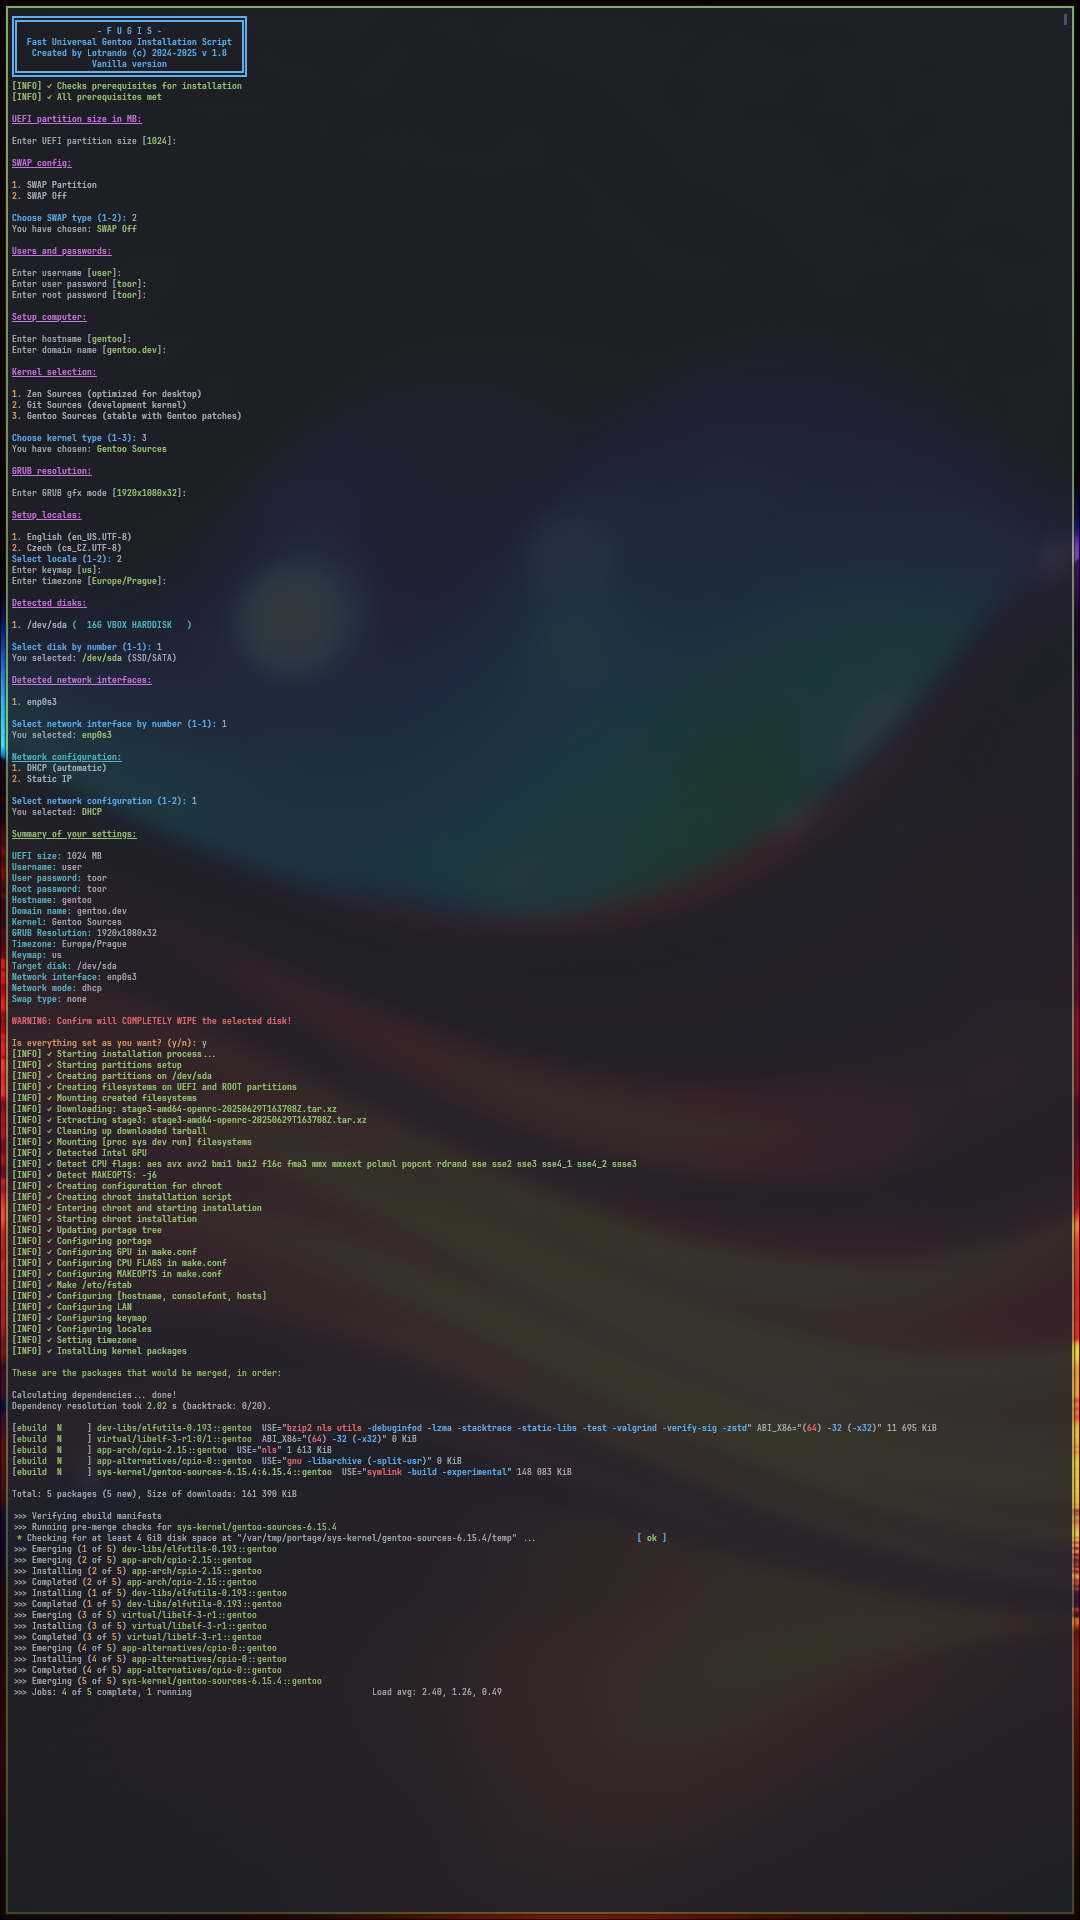 - F U G I S -
Fast Universal Gentoo Installation Script
Created by Lotrando (c) 2024-2025 v 1.8
Vanilla version
[INFO] ✔ Checks prerequisites for installation
[INFO] ✔ All prerequisites met
UEFI partition size in MB:
Enter UEFI partition size [1024]:
SWAP config:
1. SWAP Partition
2. SWAP Off
Choose SWAP type (1-2): 2
You have chosen: SWAP Off
Users and passwords:
Enter username [user]:
Enter user password [toor]:
Enter root password [toor]:
Setup computer:
Enter hostname [gentoo]:
Enter domain name [gentoo.dev]:
Kernel selection:
1. Zen Sources (optimized for desktop)
2. Git Sources (development kernel)
3. Gentoo Sources (stable with Gentoo patches)
Choose kernel type (1-3): 3
You have chosen: Gentoo Sources
GRUB resolution:
Enter GRUB gfx mode [1920x1080x32]:
Setup locales:
1. English (en_US.UTF-8)
2. Czech (cs_CZ.UTF-8)
Select locale (1-2): 2
Enter keymap [us]:
Enter timezone [Europe/Prague]:
Detected disks:
1. /dev/sda (  16G VBOX HARDDISK   )
Select disk by number (1-1): 1
You selected: /dev/sda (SSD/SATA)
Detected network interfaces:
1. enp0s3
Select network interface by number (1-1): 1
You selected: enp0s3
Network configuration:
1. DHCP (automatic)
2. Static IP
Select network configuration (1-2): 1
You selected: DHCP
Summary of your settings:
UEFI size: 1024 MB
Username: user
User password: toor
Root password: toor
Hostname: gentoo
Domain name: gentoo.dev
Kernel: Gentoo Sources
GRUB Resolution: 1920x1080x32
Timezone: Europe/Prague
Keymap: us
Target disk: /dev/sda
Network interface: enp0s3
Network mode: dhcp
Swap type: none
WARNING: Confirm will COMPLETELY WIPE the selected disk!
Is everything set as you want? (y/n): y
[INFO] ✔ Starting installation process...
[INFO] ✔ Starting partitions setup
[INFO] ✔ Creating partitions on /dev/sda
[INFO] ✔ Creating filesystems on UEFI and ROOT partitions
[INFO] ✔ Mounting created filesystems
[INFO] ✔ Downloading: stage3-amd64-openrc-20250629T163708Z.tar.xz
[INFO] ✔ Extracting stage3: stage3-amd64-openrc-20250629T163708Z.tar.xz
[INFO] ✔ Cleaning up downloaded tarball
[INFO] ✔ Mounting [proc sys dev run] filesystems
[INFO] ✔ Detected Intel GPU
[INFO] ✔ Detect CPU flags: aes avx avx2 bmi1 bmi2 f16c fma3 mmx mmxext pclmul popcnt rdrand sse sse2 sse3 sse4_1 sse4_2 ssse3
[INFO] ✔ Detect MAKEOPTS: -j6
[INFO] ✔ Creating configuration for chroot
[INFO] ✔ Creating chroot installation script
[INFO] ✔ Entering chroot and starting installation
[INFO] ✔ Starting chroot installation
[INFO] ✔ Updating portage tree
[INFO] ✔ Configuring portage
[INFO] ✔ Configuring GPU in make.conf
[INFO] ✔ Configuring CPU FLAGS in make.conf
[INFO] ✔ Configuring MAKEOPTS in make.conf
[INFO] ✔ Make /etc/fstab
[INFO] ✔ Configuring [hostname, consolefont, hosts]
[INFO] ✔ Configuring LAN
[INFO] ✔ Configuring keymap
[INFO] ✔ Configuring locales
[INFO] ✔ Setting timezone
[INFO] ✔ Installing kernel packages
These are the packages that would be merged, in order:
Calculating dependencies... done!
Dependency resolution took 2.02 s (backtrack: 0/20).
[ebuild  N     ] dev-libs/elfutils-0.193::gentoo  USE="bzip2 nls utils -debuginfod -lzma -stacktrace -static-libs -test -valgrind -verify-sig -zstd" ABI_X86="(64) -32 (-x32)" 11 695 KiB
[ebuild  N     ] virtual/libelf-3-r1:0/1::gentoo  ABI_X86="(64) -32 (-x32)" 0 KiB
[ebuild  N     ] app-arch/cpio-2.15::gentoo  USE="nls" 1 613 KiB
[ebuild  N     ] app-alternatives/cpio-0::gentoo  USE="gnu -libarchive (-split-usr)" 0 KiB
[ebuild  N     ] sys-kernel/gentoo-sources-6.15.4:6.15.4::gentoo  USE="symlink -build -experimental" 148 083 KiB
Total: 5 packages (5 new), Size of downloads: 161 390 KiB
>>> Verifying ebuild manifests
>>> Running pre-merge checks for sys-kernel/gentoo-sources-6.15.4
* Checking for at least 4 GiB disk space at "/var/tmp/portage/sys-kernel/gentoo-sources-6.15.4/temp" ... [ ok ]
>>> Emerging (1 of 5) dev-libs/elfutils-0.193::gentoo
>>> Emerging (2 of 5) app-arch/cpio-2.15::gentoo
>>> Installing (2 of 5) app-arch/cpio-2.15::gentoo
>>> Completed (2 of 5) app-arch/cpio-2.15::gentoo
>>> Installing (1 of 5) dev-libs/elfutils-0.193::gentoo
>>> Completed (1 of 5) dev-libs/elfutils-0.193::gentoo
>>> Emerging (3 of 5) virtual/libelf-3-r1::gentoo
>>> Installing (3 of 5) virtual/libelf-3-r1::gentoo
>>> Completed (3 of 5) virtual/libelf-3-r1::gentoo
>>> Emerging (4 of 5) app-alternatives/cpio-0::gentoo
>>> Installing (4 of 5) app-alternatives/cpio-0::gentoo
>>> Completed (4 of 5) app-alternatives/cpio-0::gentoo
>>> Emerging (5 of 5) sys-kernel/gentoo-sources-6.15.4::gentoo
>>> Jobs: 4 of 5 complete, 1 running Load avg: 2.40, 1.26, 0.49